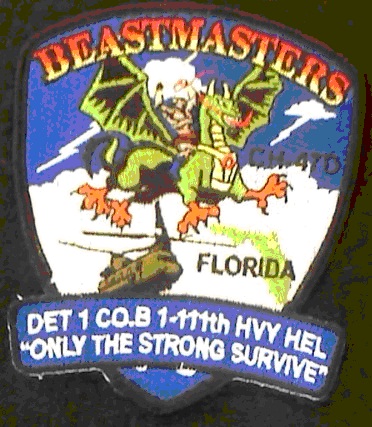 BEASTMASTERS
CH-47D
FLORIDA
DET 1 CO.B 1-111th HVY HEL
"ONLY THE STRONG SURVIVE"